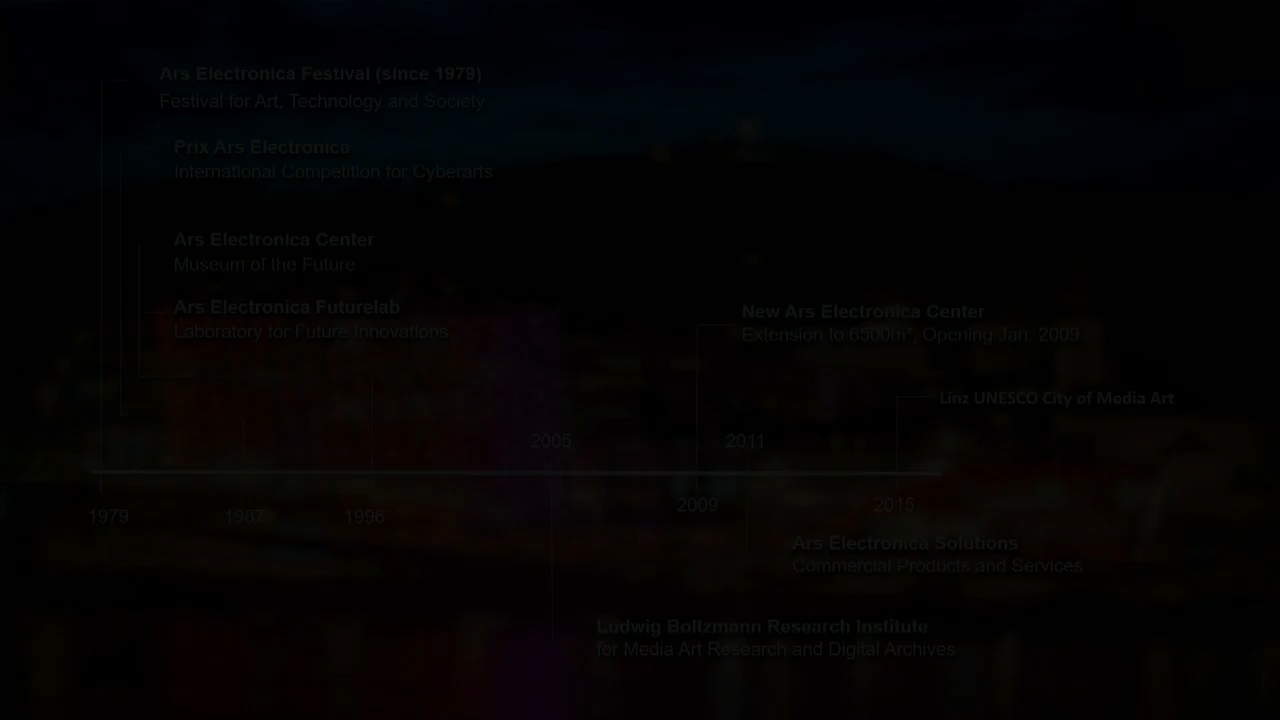 Ars Electronica Festival (since 1979)
Festival for Art, Technology and Society
Prix Ars Electronica
International Competition for Cyberarts
Ars Electronica Center
Museum of the Future
Ars Electronica Futurelab
Laboratory for Future Innovations
New Ars Electronica Center
Extension to 6500m², Opening Jan. 2009
Linz UNESCO City of Media Art
2005
2011
1979
1987
1996
2009
2015
Ars Electronica Solutions
Commercial Products and Services
Ludwig Boltzmann Research Institute
for Media Art Research and Digital Archives